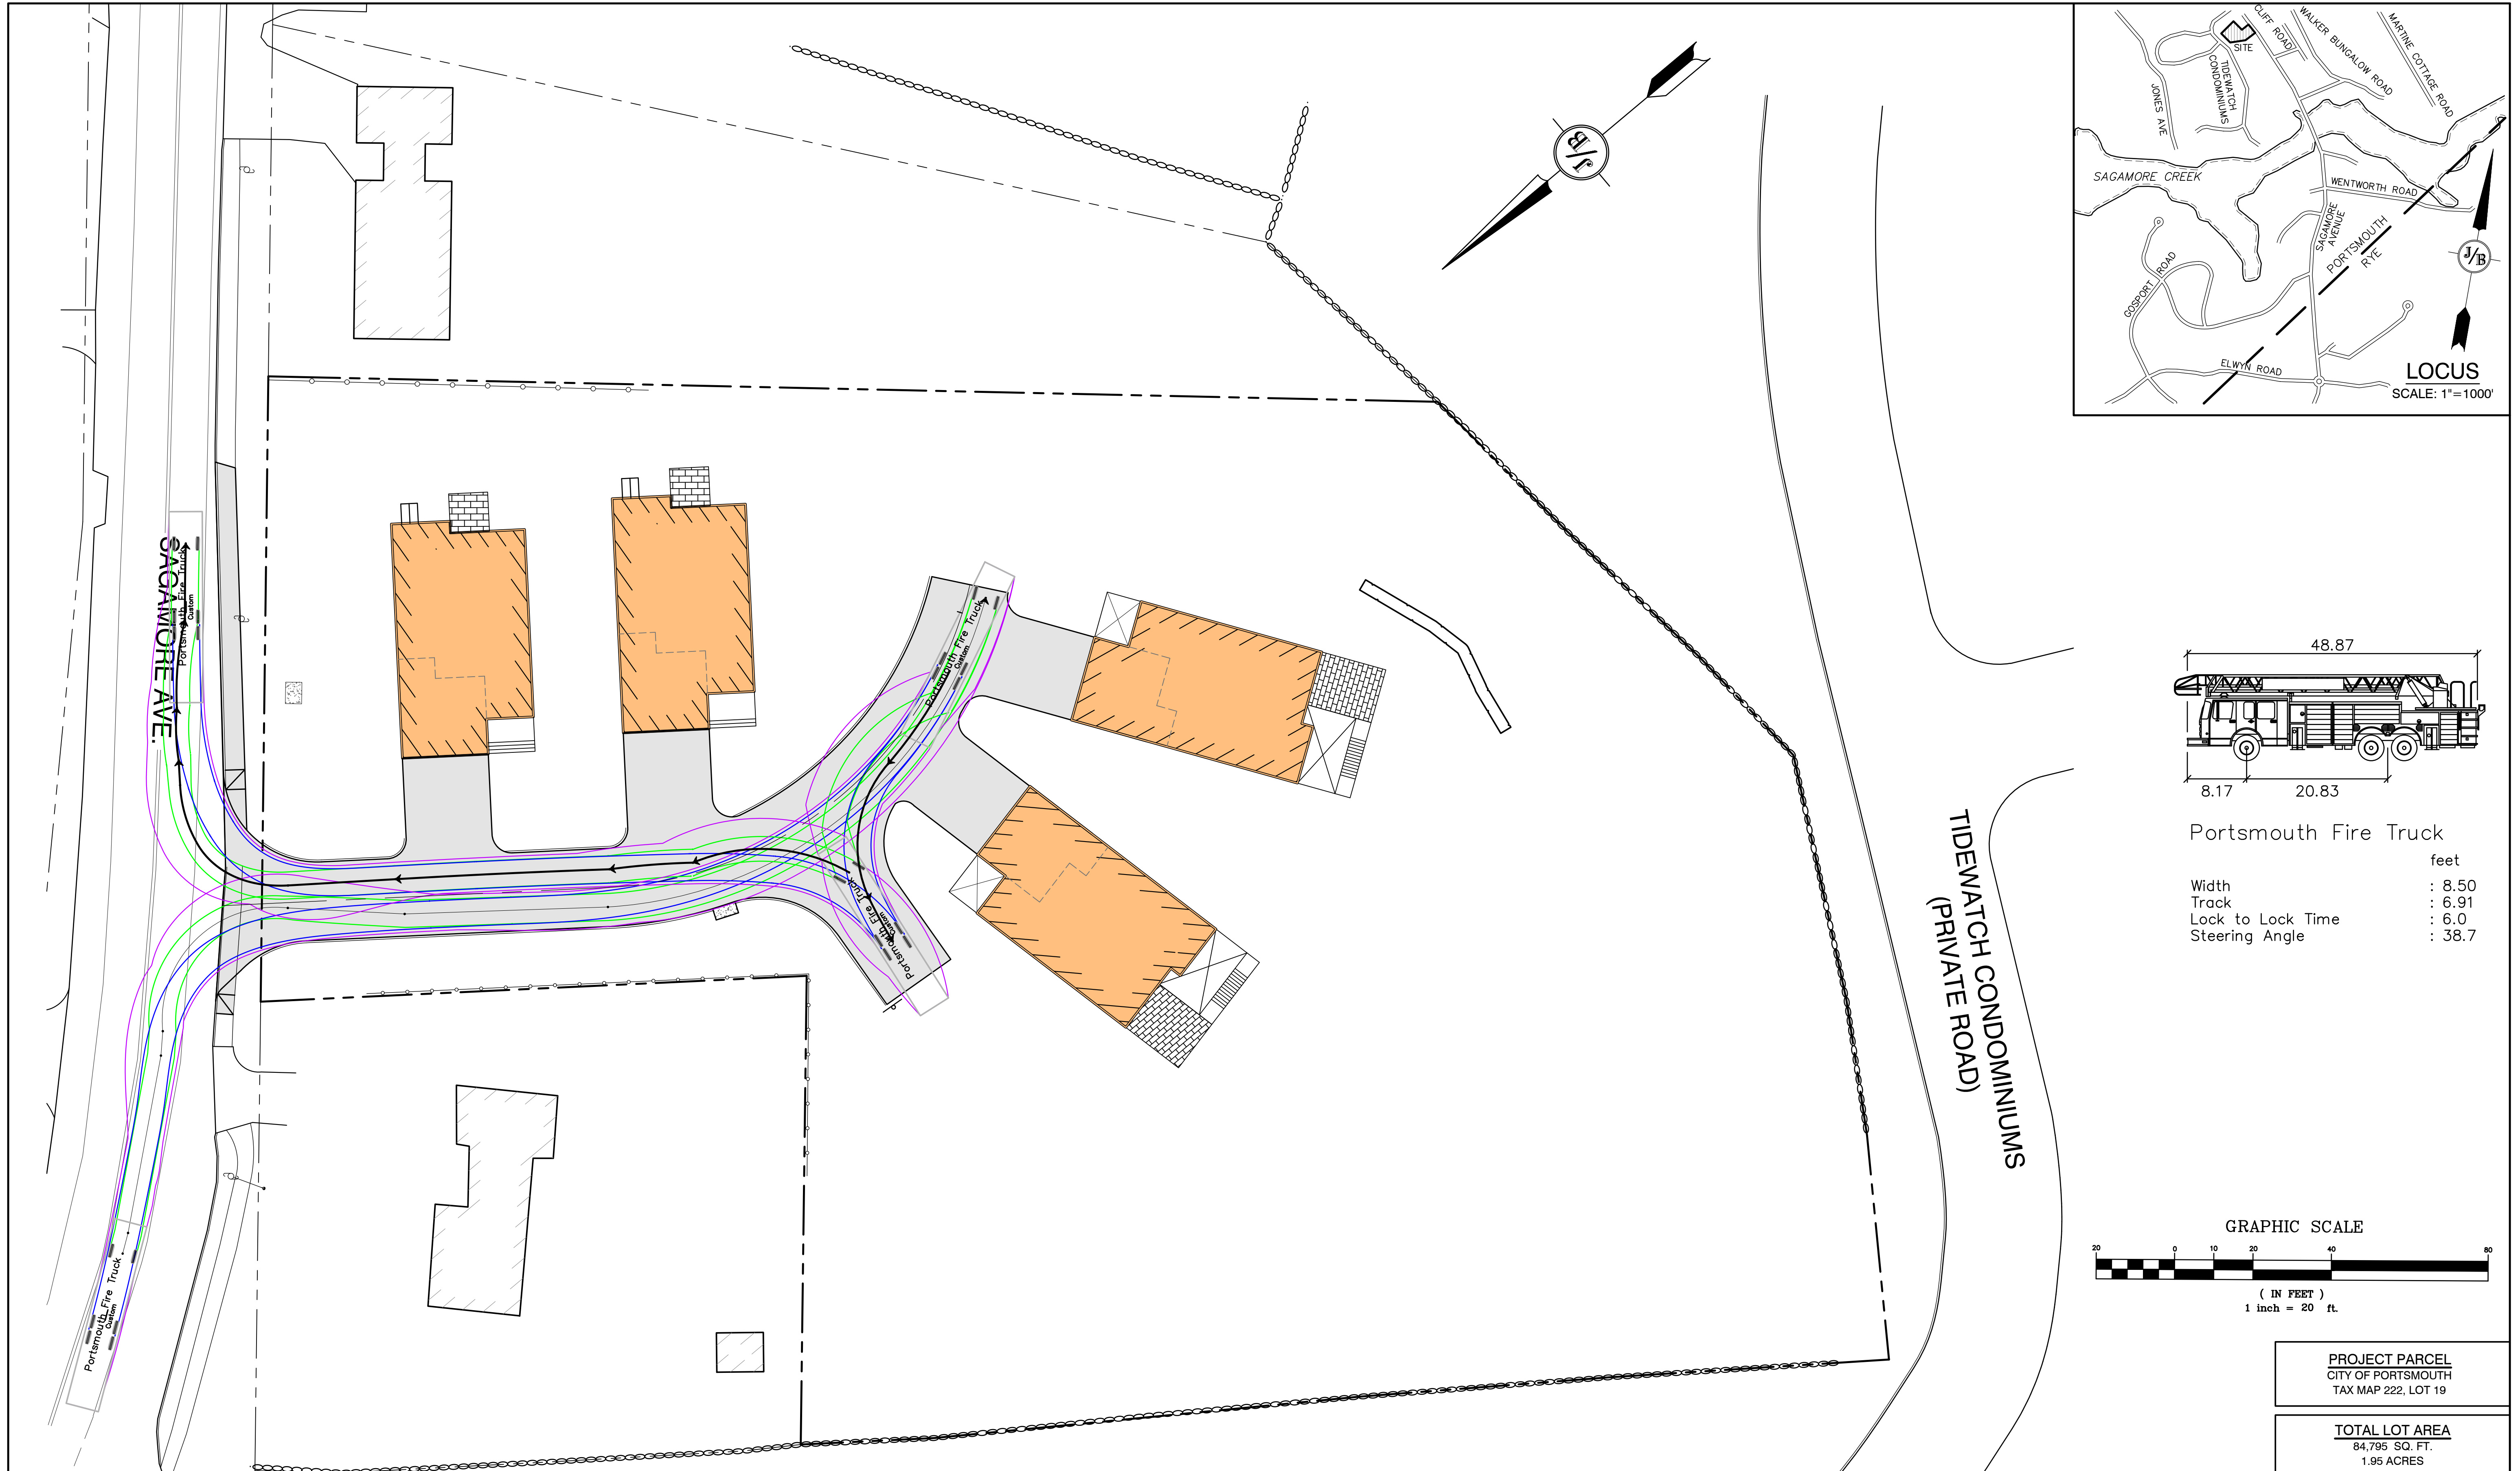 SAGAMORE AVE.
Portsmouth Fire Truck
Custom
Portsmouth Fire Truck
Custom
Portsmouth Fire Truck
Custom
Portsmouth Fire Truck
Custom
J/B
TIDEWATCH CONDOMINIUMS
(PRIVATE ROAD)
CLIFF ROAD
WALKER BUNGALOW ROAD
MARTINE COTTAGE ROAD
SITE
TIDEWATCH
CONDOMINIUMS
JONES AVE
SAGAMORE CREEK
WENTWORTH ROAD
SAGAMORE
AVENUE
PORTSMOUTH
RYE
GOSPORT ROAD
J/B
ELWYN ROAD
LOCUS
SCALE: 1"=1000'
48.87
8.17 20.83
Portsmouth Fire Truck
feet
Width : 8.50
Track : 6.91
Lock to Lock Time : 6.0
Steering Angle : 38.7
GRAPHIC SCALE
20 0 10 20 40 80
( IN FEET )
1 inch = 20 ft.
PROJECT PARCEL
CITY OF PORTSMOUTH
TAX MAP 222, LOT 19
TOTAL LOT AREA
84,795 SQ. FT.
1.95 ACRES